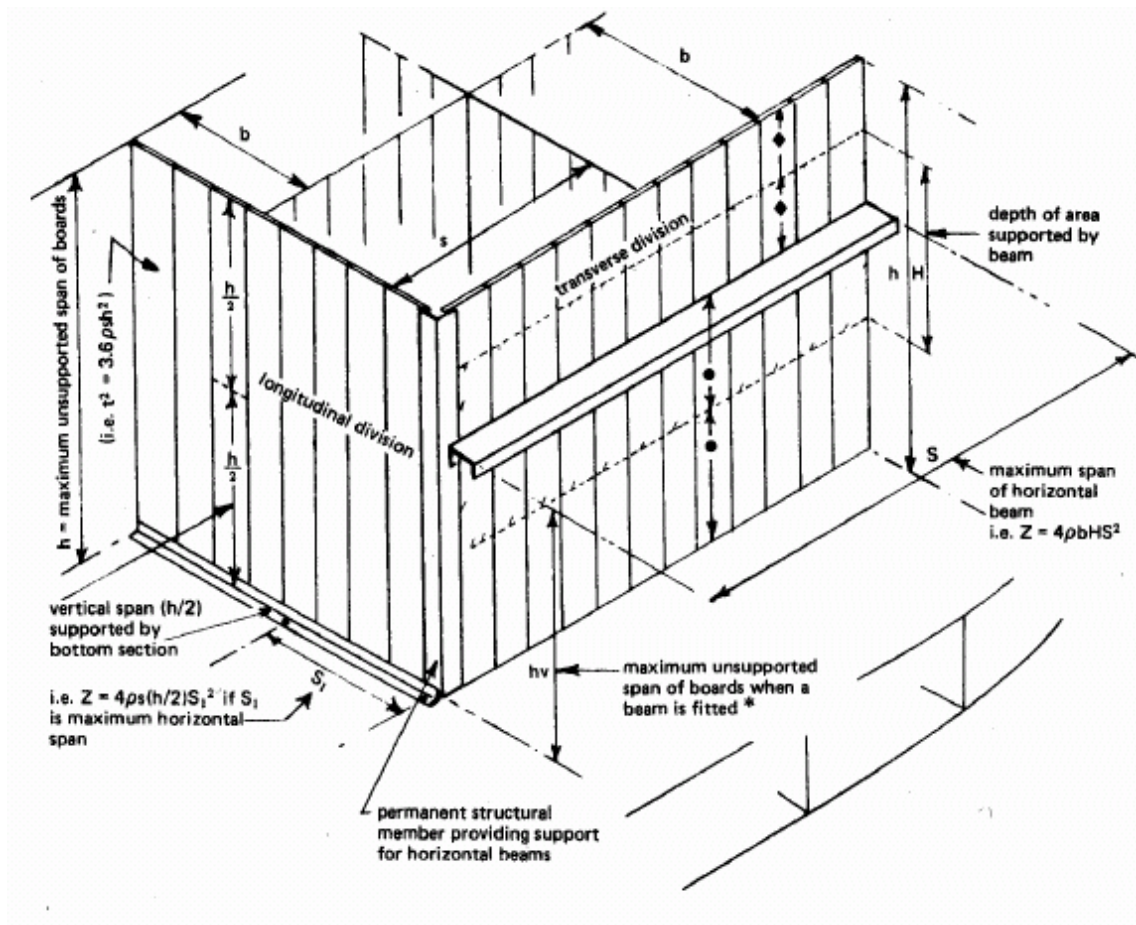 b
b
h = maximum unsupported span of boards
(i.e. t² = 3.6ρsh²)
h/2
h/2
s
longitudinal division
transverse division
depth of area
supported by
beam
h
H
S
maximum span
of horizontal
beam
i.e. Z = 4ρbHS²
vertical span (h/2)
supported by
bottom section
i.e. Z = 4ρs(h/2)S₁² if S₁
is maximum horizontal
span
S₁
hv
maximum unsupported
span of boards when a
beam is fitted *
permanent structural
member providing support
for horizontal beams